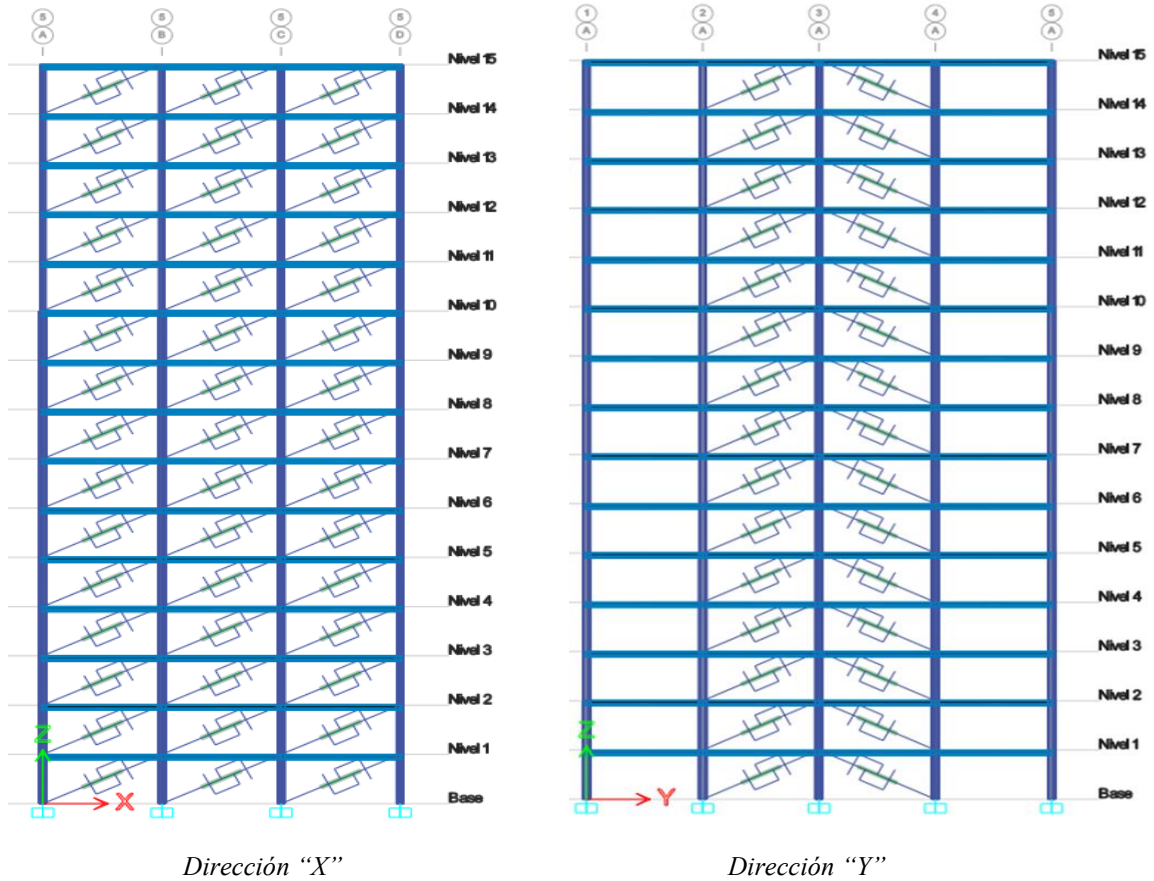 5 5 5 5
A B C D
Nivel 15
Nivel 14
Nivel 13
Nivel 12
Nivel 11
Nivel 10
Nivel 9
Nivel 8
Nivel 7
Nivel 6
Nivel 5
Nivel 4
Nivel 3
Nivel 2
Nivel 1
Base
Z
X
Dirección “X”
1 2 3 4 5
A A A A A
Nivel 15
Nivel 14
Nivel 13
Nivel 12
Nivel 11
Nivel 10
Nivel 9
Nivel 8
Nivel 7
Nivel 6
Nivel 5
Nivel 4
Nivel 3
Nivel 2
Nivel 1
Base
Z
Y
Dirección “Y”